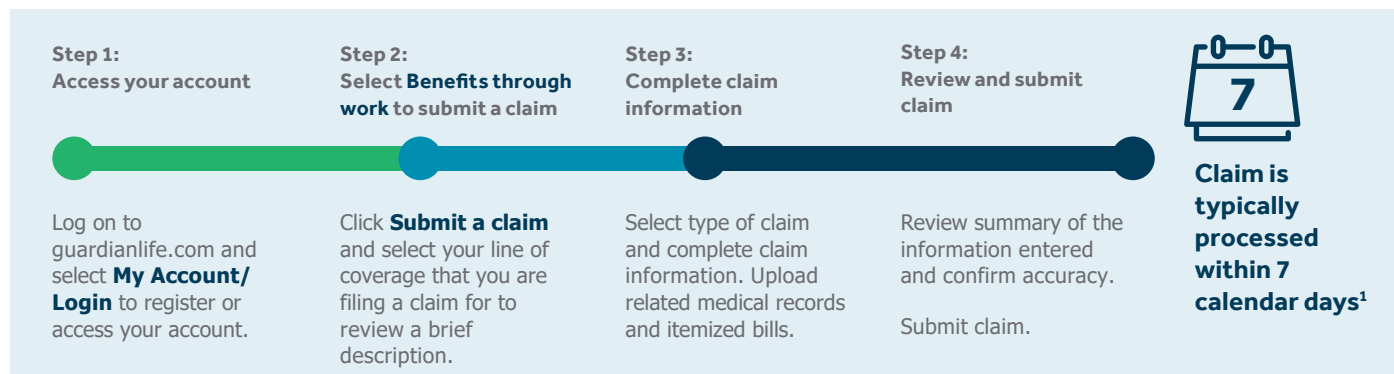 Step 1:
Access your account
Step 2:
Select Benefits through
work to submit a claim
Step 3:
Complete claim
information
Step 4:
Review and submit
claim
7
Log on to
guardianlife.com and
select My Account/
Login to register or
access your account.
Click Submit a claim
and select your line of
coverage that you are
filing a claim for to
review a brief
description.
Select type of claim
and complete claim
information. Upload
related medical records
and itemized bills.
Review summary of the
information entered
and confirm accuracy.
Submit claim.
Claim is
typically
processed
within 7
calendar days¹